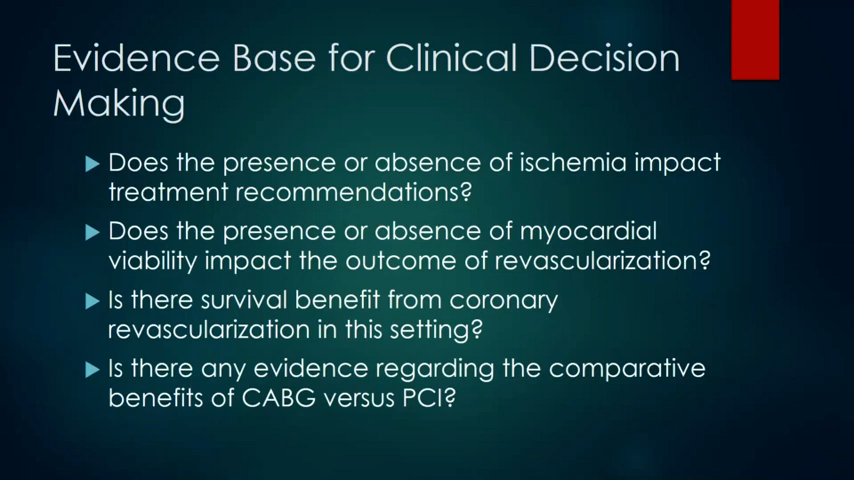 Evidence Base for Clinical Decision
Making
Does the presence or absence of ischemia impact
treatment recommendations?
Does the presence or absence of myocardial
viability impact the outcome of revascularization?
Is there survival benefit from coronary
revascularization in this setting?
Is there any evidence regarding the comparative
benefits of CABG versus PCI?